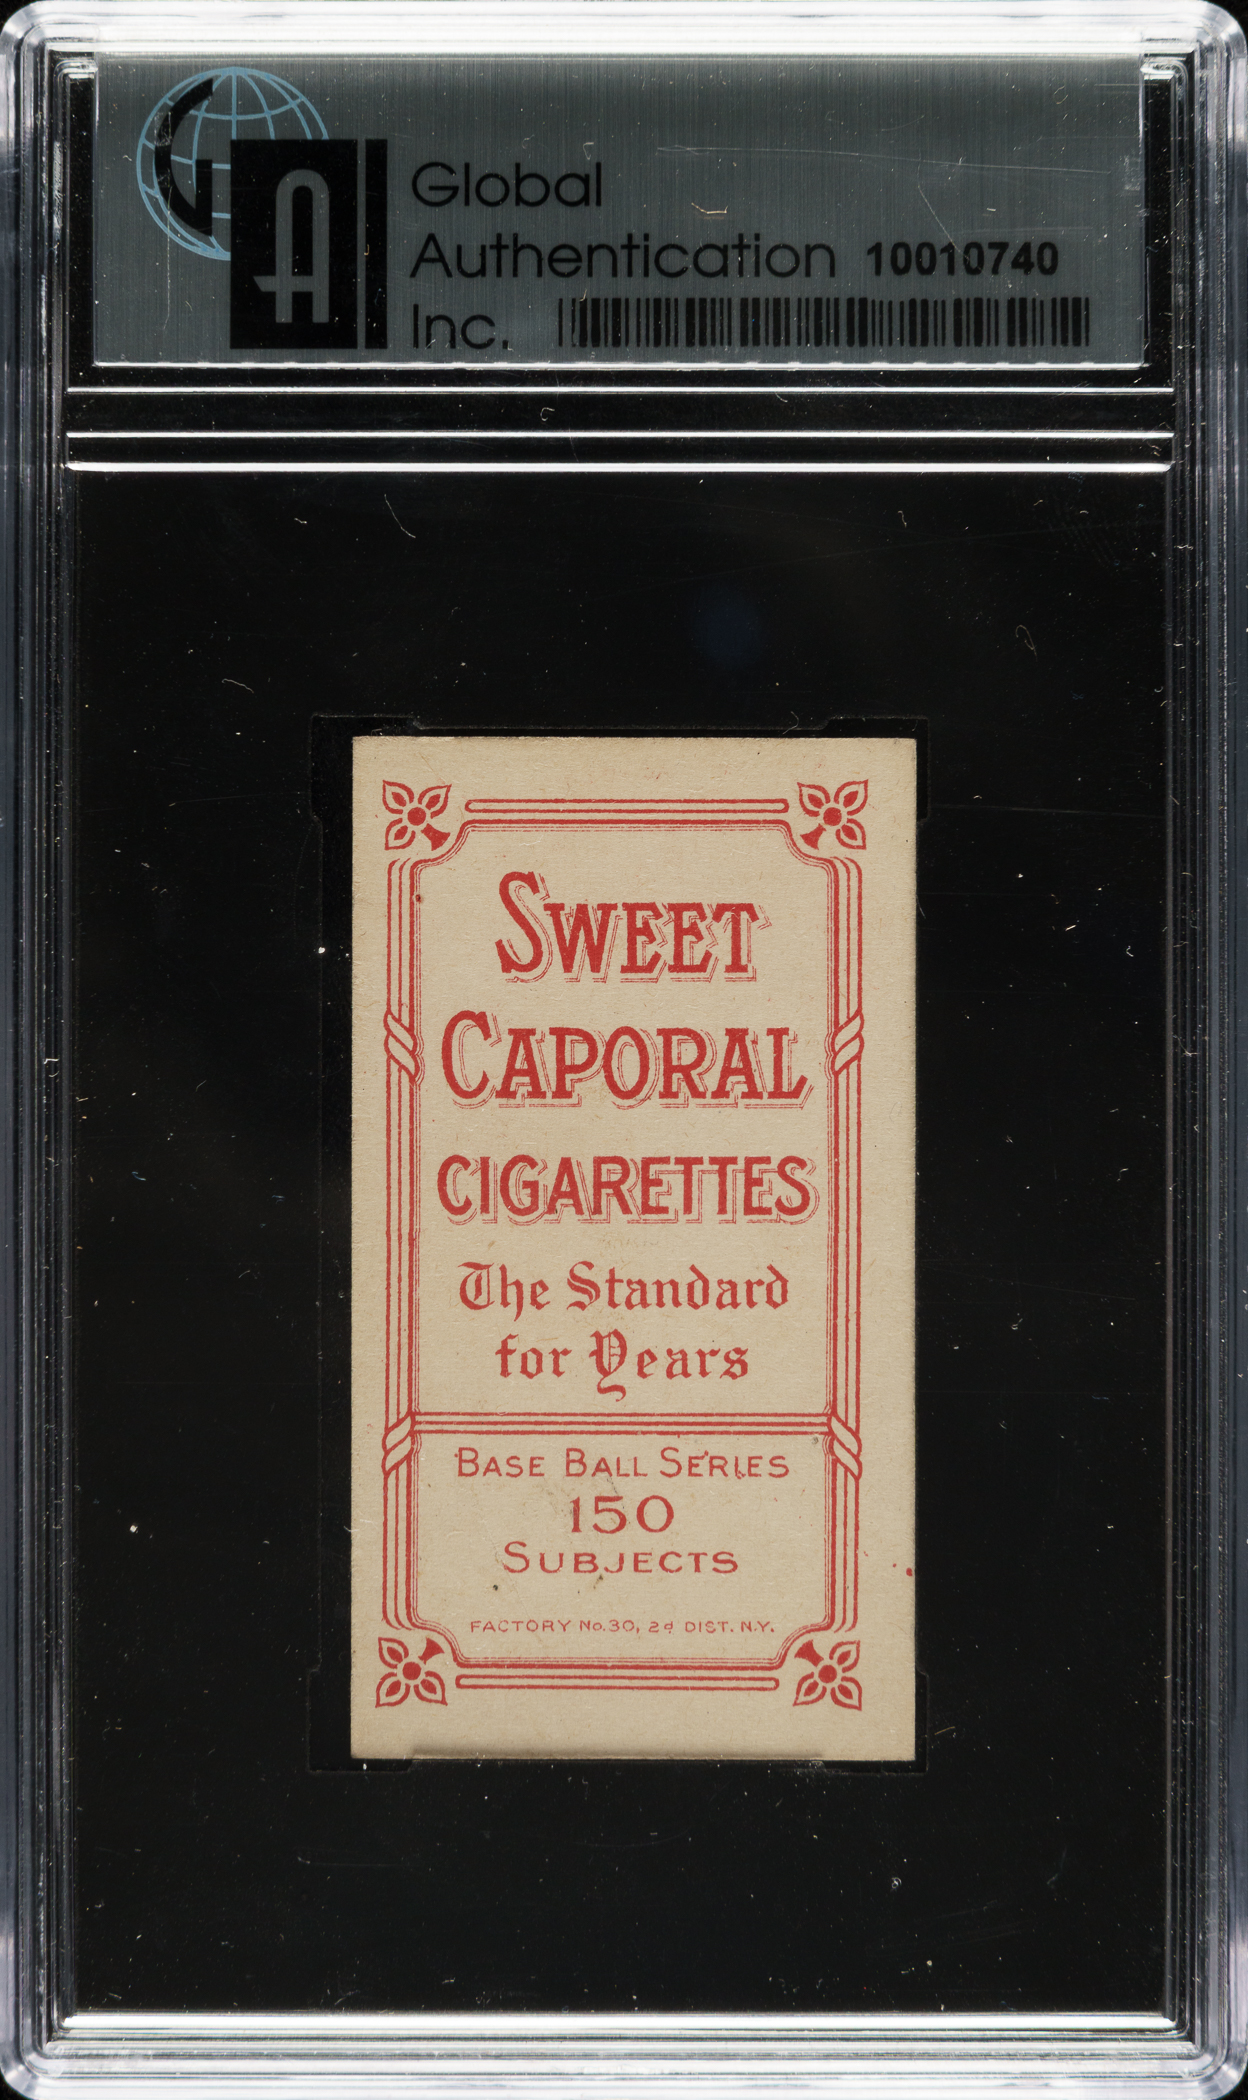 GAI
Global
Authentication 10010740
Inc.
SWEET
CAPORAL
CIGARETTES
The Standard
for Years
BASE BALL SERIES
150
SUBJECTS
FACTORY No. 30, 2d DIST. N.Y.